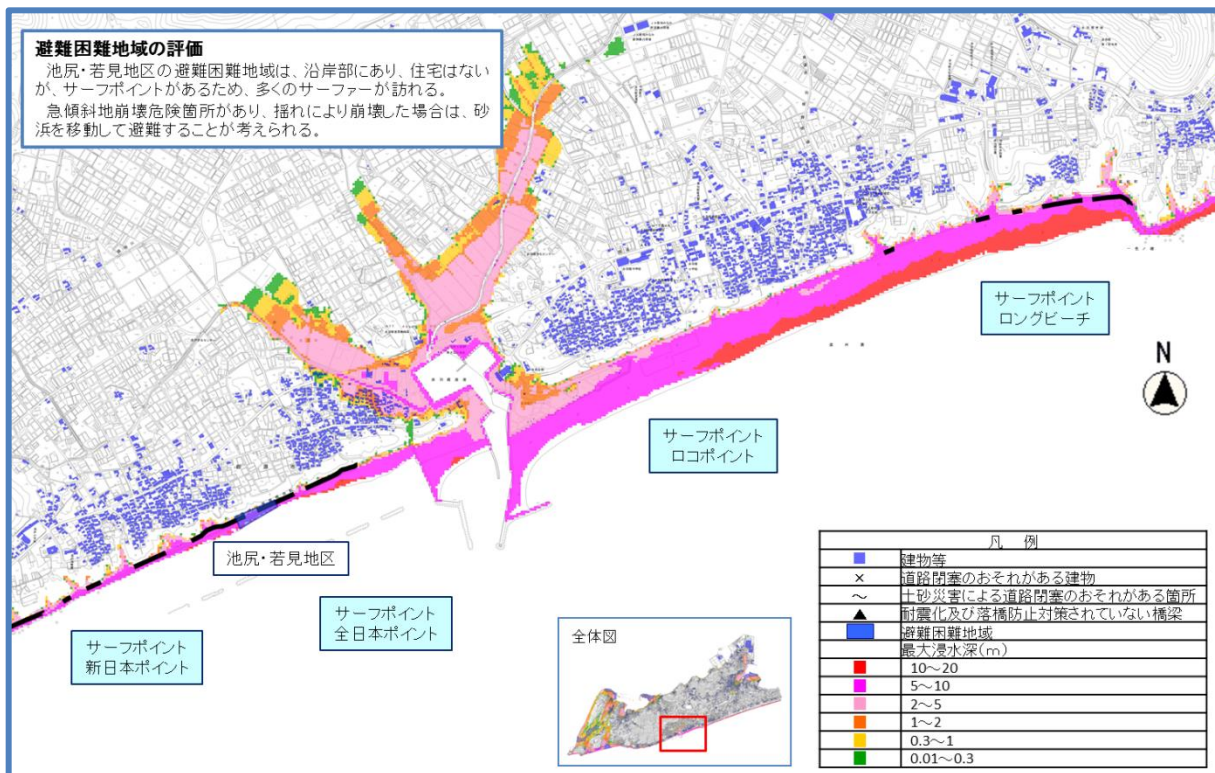 避難困難地域の評価
池尻・若見地区の避難困難地域は、沿岸部にあり、住宅はない
が、サーフポイントがあるため、多くのサーファーが訪れる。
急傾斜地崩壊危険箇所があり、揺れにより崩壊した場合は、砂
浜を移動して避難することが考えられる。
サーフポイント
ロングビーチ
N
サーフポイント
ロコポイント
池尻・若見地区
サーフポイント
全日本ポイント
サーフポイント
新日本ポイント
全体図
凡 例
建物等
× 道路閉塞のおそれがある建物
～ 土砂災害による道路閉塞のおそれがある箇所
▲ 耐震化及び落橋防止対策されていない橋梁
避難困難地域
最大浸水深(m)
10～20
5～10
2～5
1～2
0.3～1
0.01～0.3